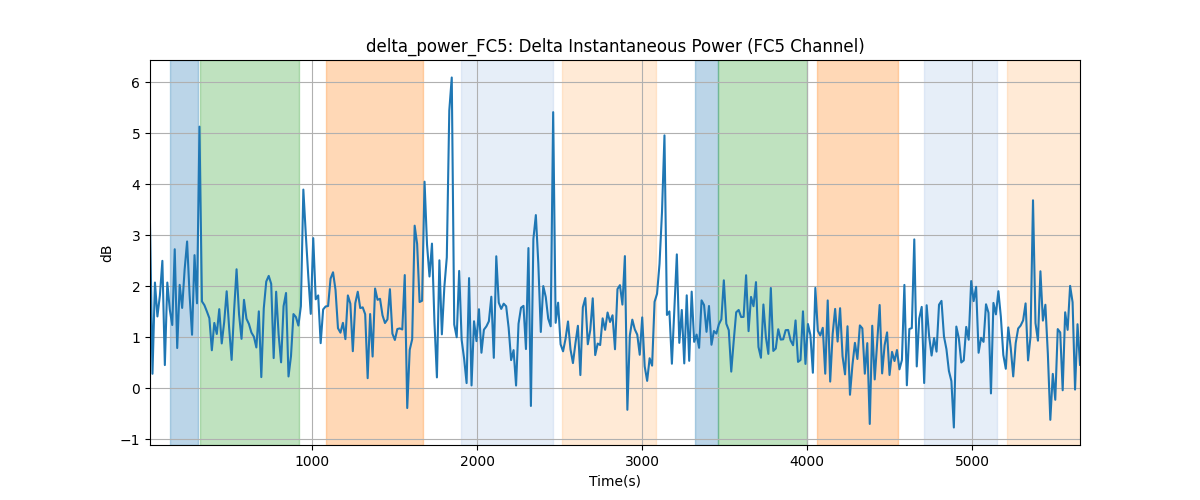 delta_power_FC5: Delta Instantaneous Power (FC5 Channel)
6
5
4
3
2
1
0
−1
dB
1000 2000 3000 4000 5000
Time(s)